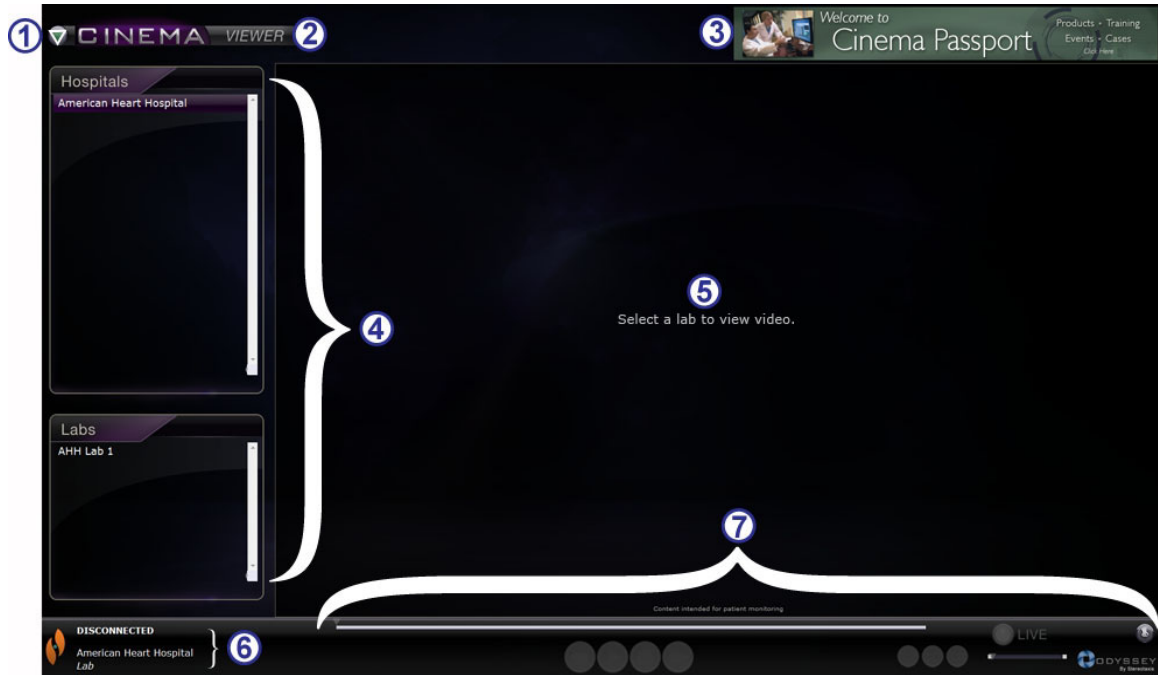 1
CINEMA VIEWER
2
3
Welcome to
Cinema Passport
Products - Training
Events - Cases
Click Here
Hospitals
American Heart Hospital
4
5
Select a lab to view video.
Labs
AHH Lab 1
7
Content intended for patient monitoring
DISCONNECTED
American Heart Hospital
Lab
6
LIVE
ODYSSEY
By Stereotaxis